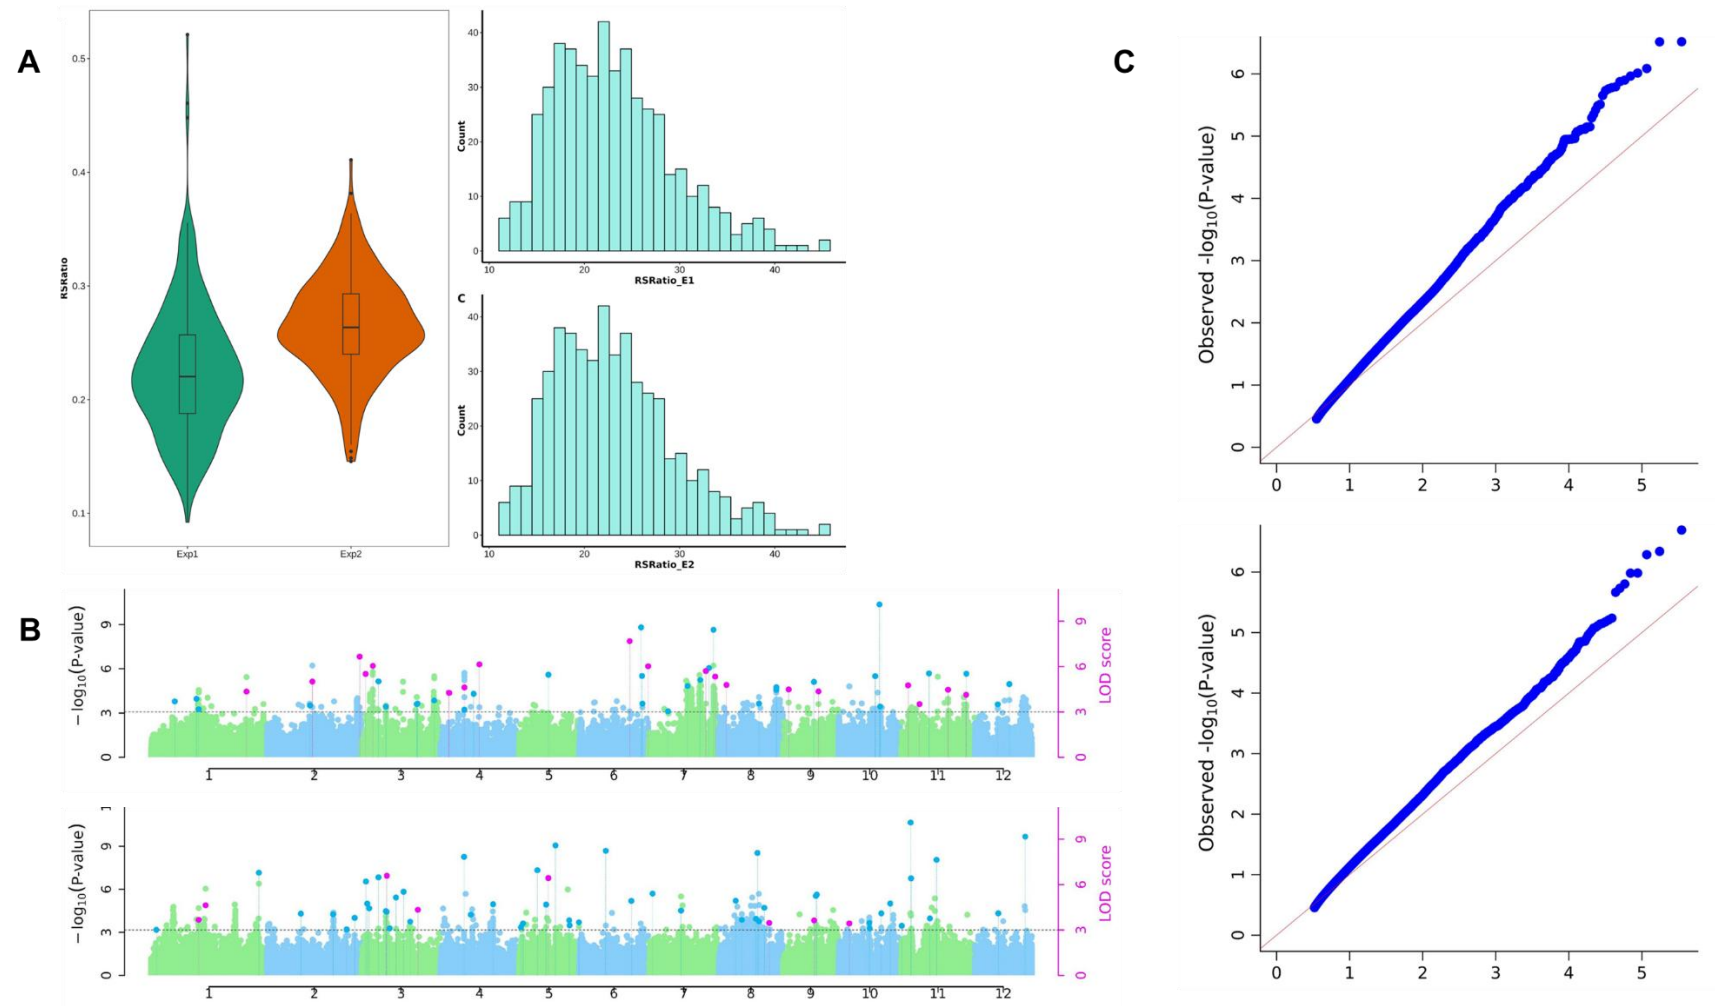 A
RSRatio
0.5
0.4
0.3
0.2
0.1
Exp1 Exp2
Count
40
30
20
10
0
10 20 30 40
RSRatio_E1
C
Count
40
30
20
10
0
10 20 30 40
RSRatio_E2
B
− log10(P-value)
9
6
3
0
1 2 3 4 5 6 7 8 9 10 11 12
9
6
3
0
LOD score
− log10(P-value)
9
6
3
0
1 2 3 4 5 6 7 8 9 10 11 12
9
6
3
0
LOD score
C
Observed -log10(P-value)
6
5
4
3
2
1
0
0 1 2 3 4 5
Observed -log10(P-value)
6
5
4
3
2
1
0
0 1 2 3 4 5